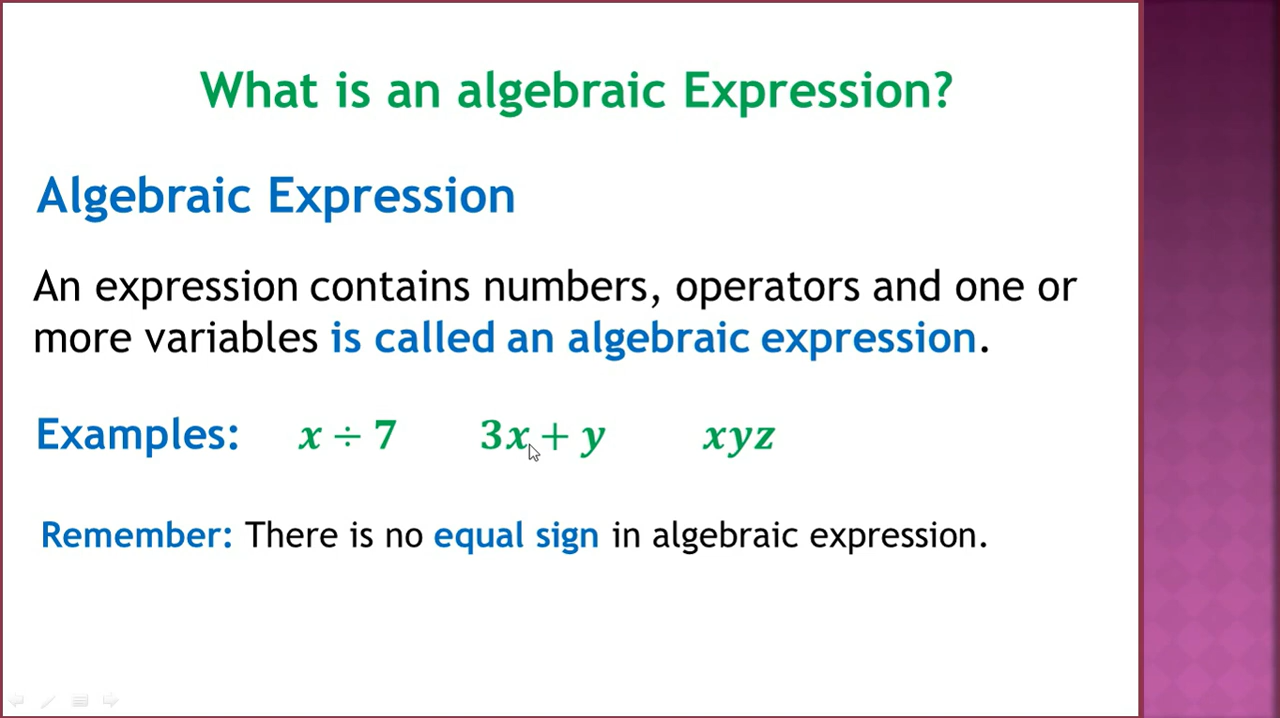 What is an algebraic Expression?
Algebraic Expression
An expression contains numbers, operators and one or
more variables is called an algebraic expression.
Examples: x ÷ 7 3x + y xyz
Remember: There is no equal sign in algebraic expression.